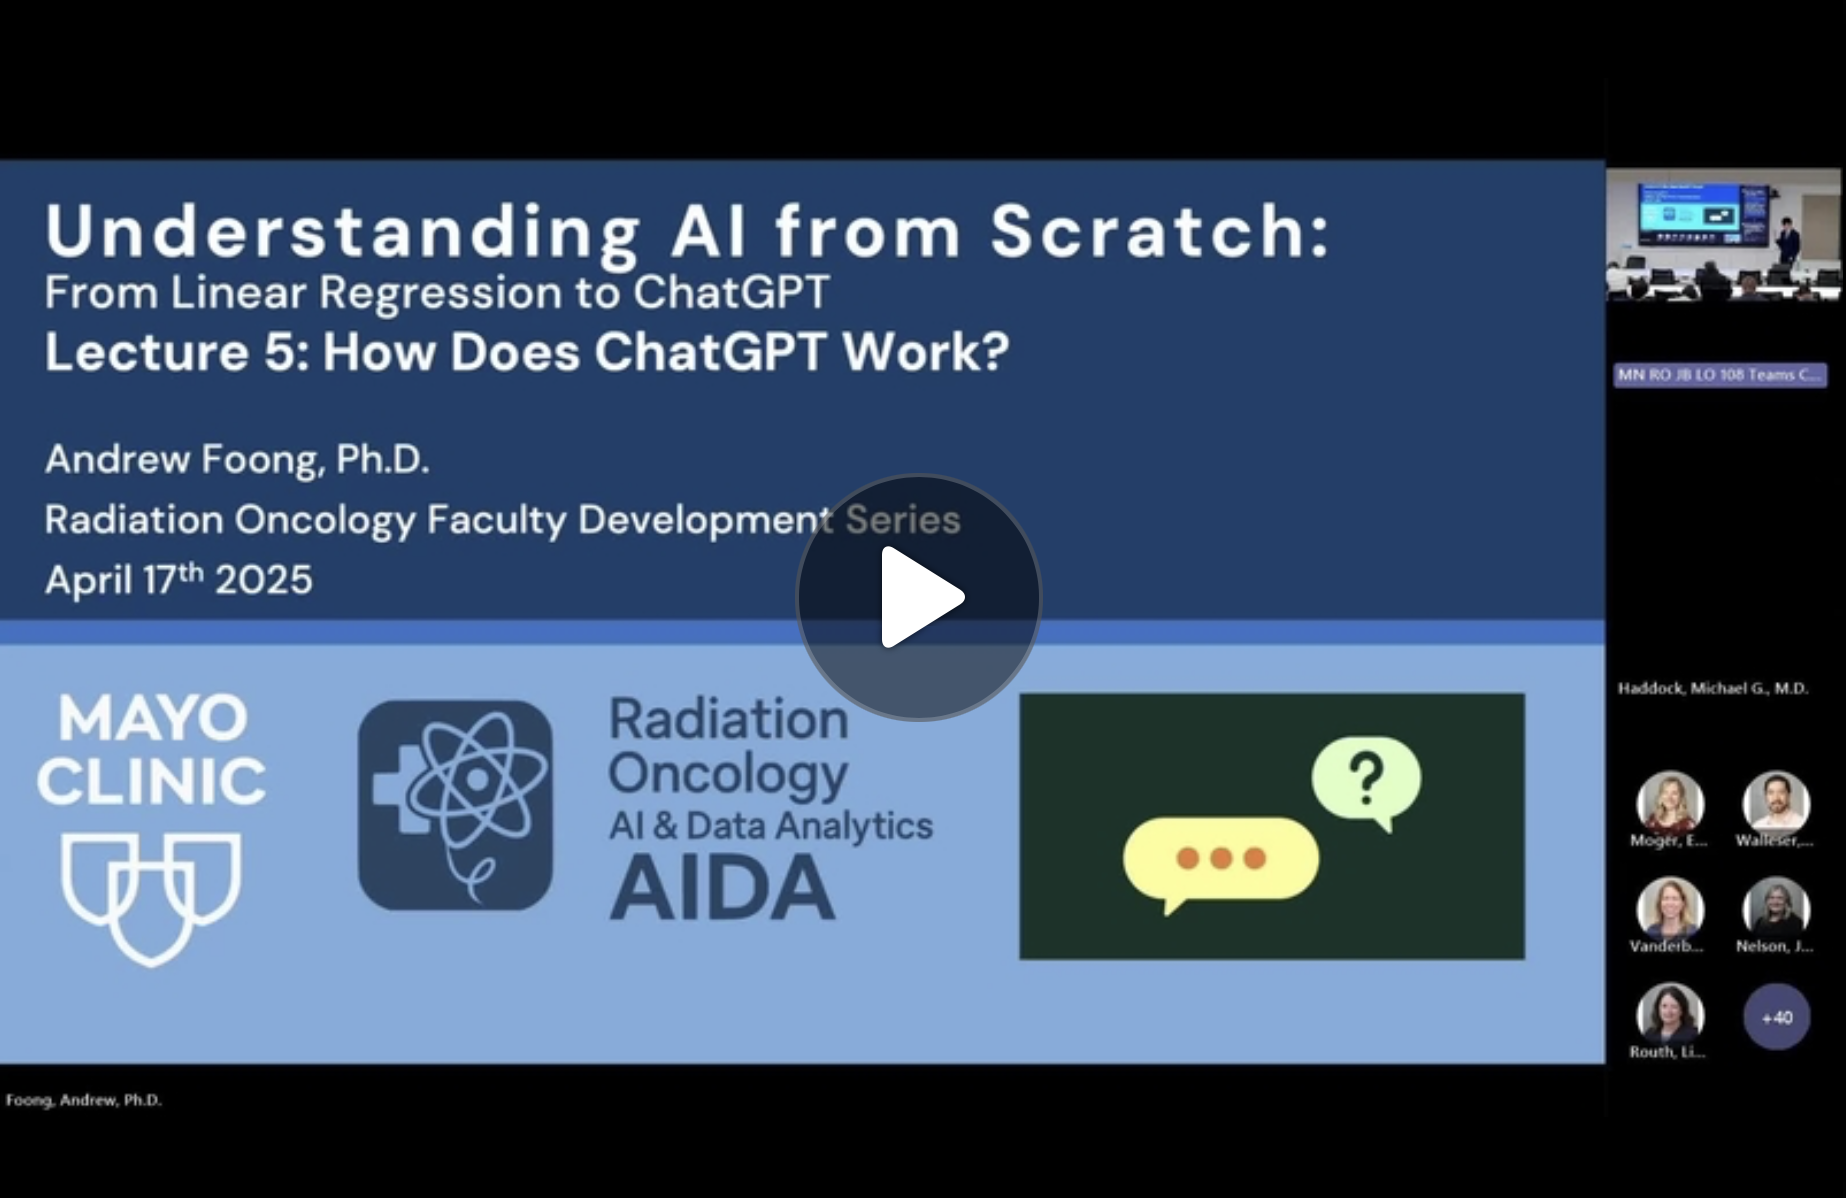 Understanding AI from Scratch:
From Linear Regression to ChatGPT
Lecture 5: How Does ChatGPT Work?
Andrew Foong, Ph.D.
Radiation Oncology Faculty Development Series
April 17th 2025
MAYO
CLINIC
Radiation
Oncology
AI & Data Analytics
AIDA
?
MN RO JB LO 108 Teams C...
Haddock, Michael G., M.D.
Moger, E...
Walleser,...
Vanderb...
Nelson, J...
Routh, Li...
+40
Foong, Andrew, Ph.D.